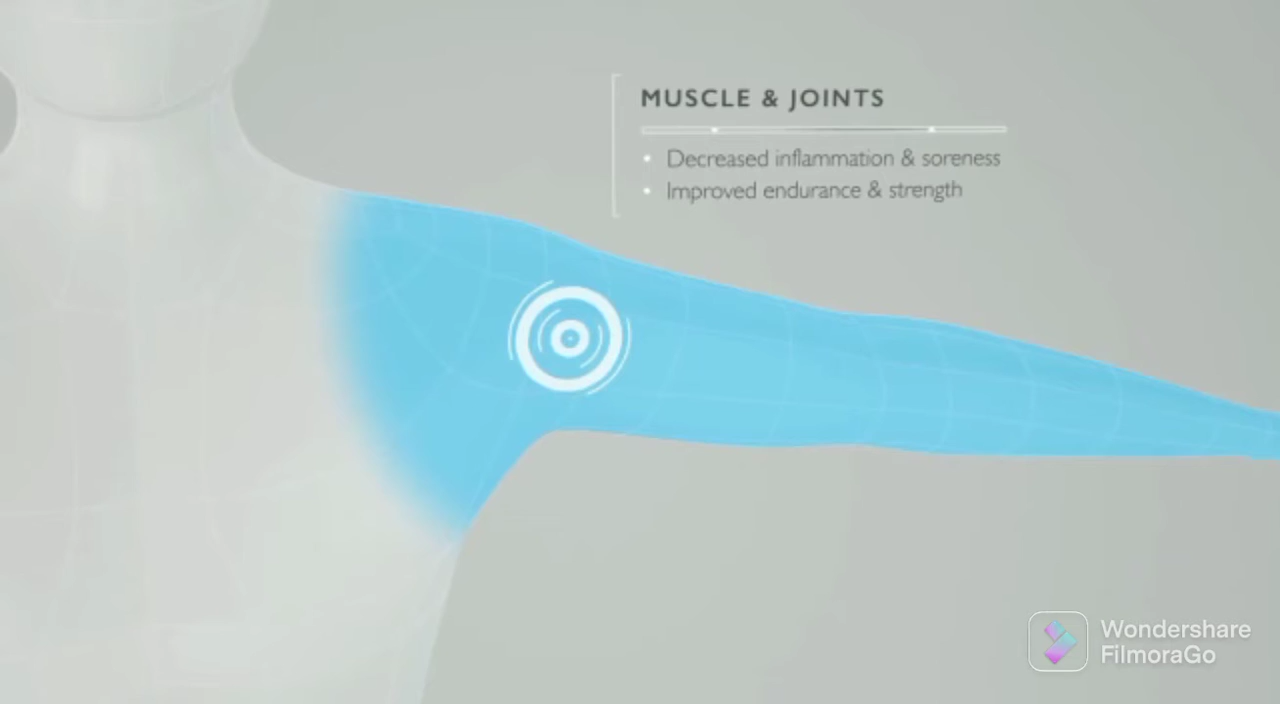 MUSCLE & JOINTS
• Decreased inflammation & soreness
• Improved endurance & strength
Wondershare
FilmoraGo